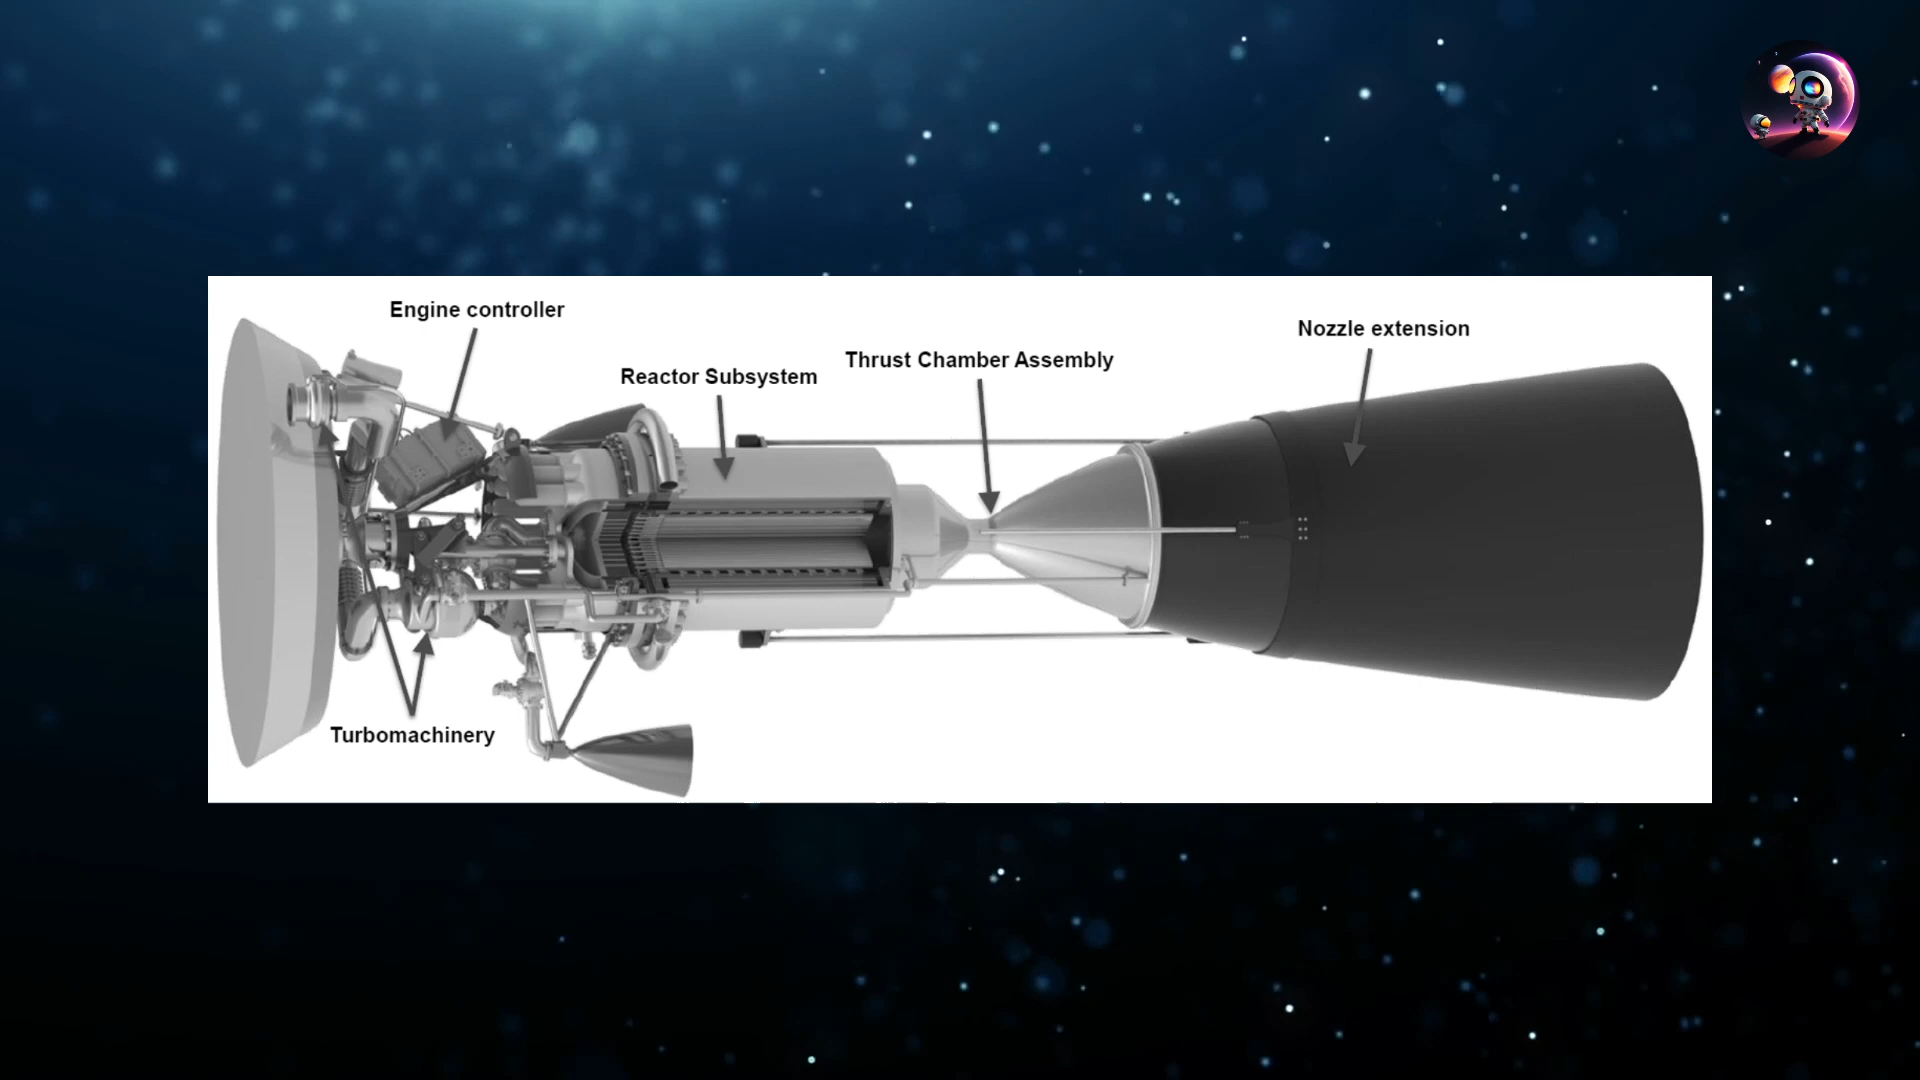 Engine controller
Nozzle extension
Thrust Chamber Assembly
Reactor Subsystem
Turbomachinery